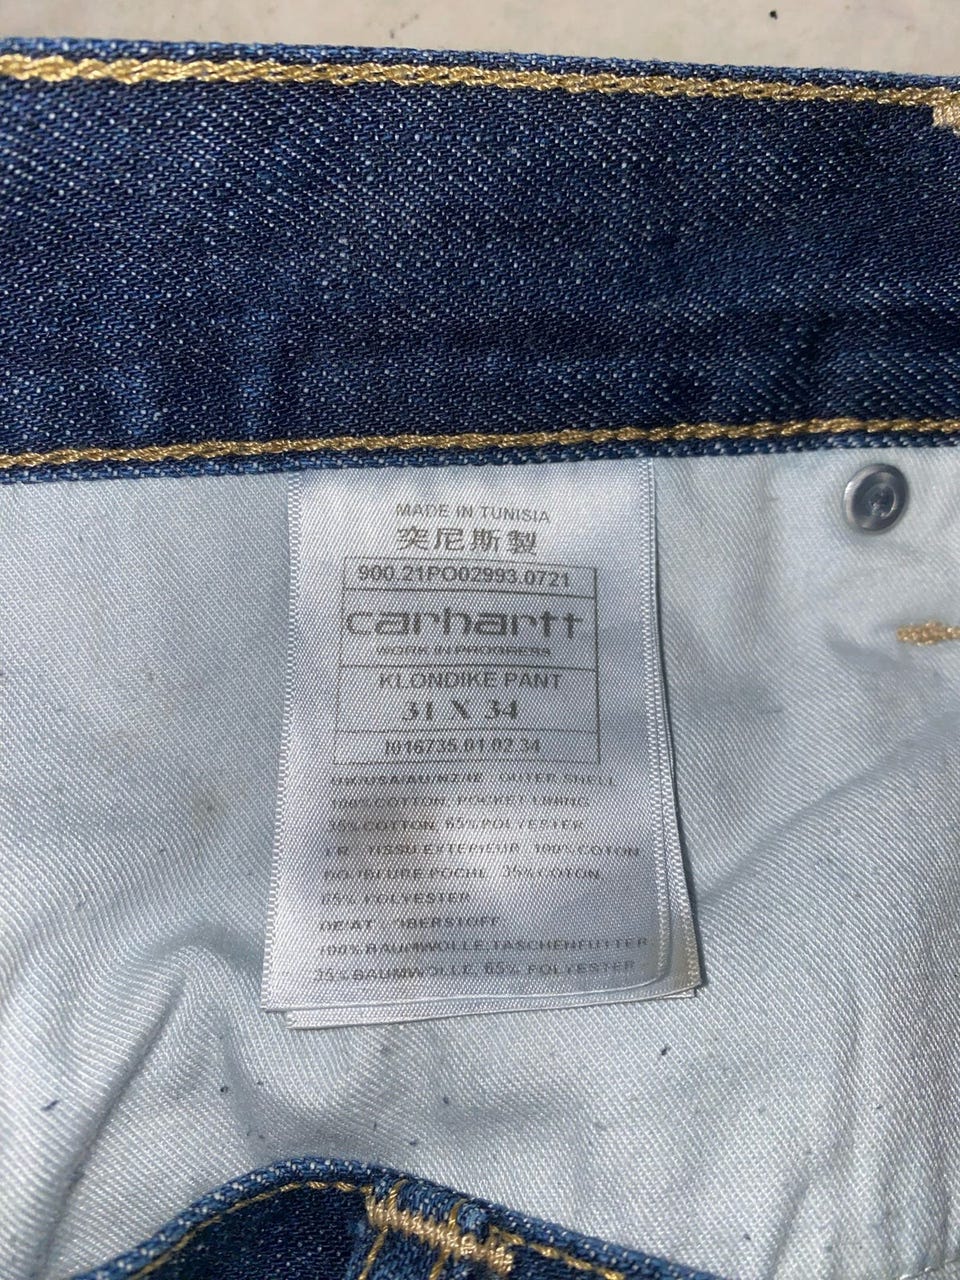 MADE IN TUNISIA
突尼斯製
900.21PO02993.0721
carhartt
WORK IN PROGRESS
KLONDIKE PANT
31 X 34
I016735.01.02.34
UK/USA/AU/NZ/IE OUTER SHELL
100% COTTON, POCKET LINING
35% COTTON, 65% POLYESTER
FR TISSU EXTERIEUR 100% COTON
DOUBLURE POCHE 35% COTON,
65% POLYESTER
DE/AT OBERSTOFF
100% BAUMWOLLE, TASCHENFUTTER
35% BAUMWOLLE, 65% POLYESTER